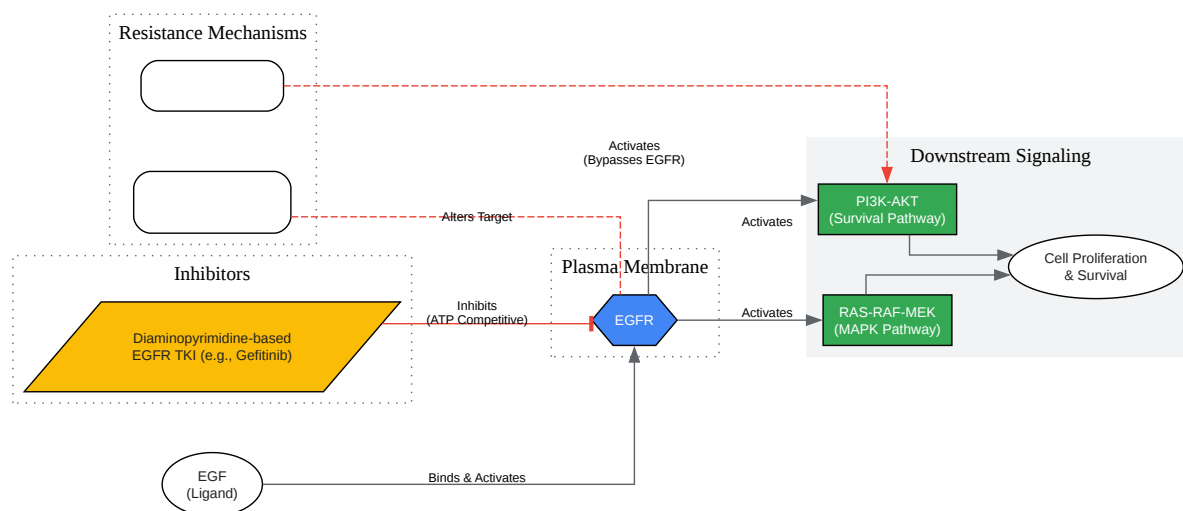 Resistance Mechanisms
Activates
(Bypasses EGFR)
Downstream Signaling
PI3K-AKT
(Survival Pathway)
Alters Target
Activates
Inhibitors
Plasma Membrane
Cell Proliferation
& Survival
Inhibits
(ATP Competitive)
EGFR
Activates
RAS-RAF-MEK
(MAPK Pathway)
Diaminopyrimidine-based
EGFR TKI (e.g., Gefitinib)
EGF
(Ligand)
Binds & Activates